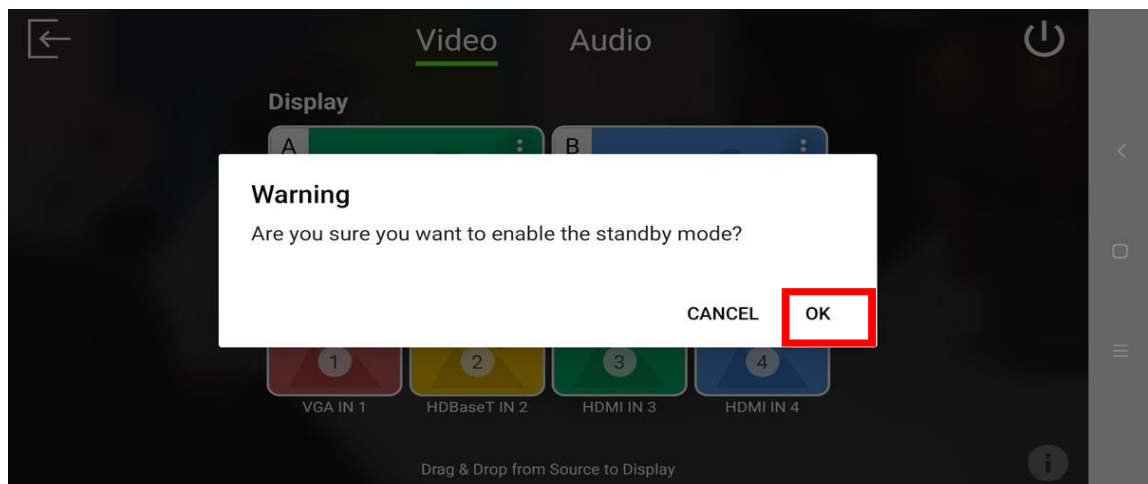 Video Audio
Display
A B
Warning
Are you sure you want to enable the standby mode?
CANCEL OK
1 2 3 4
VGA IN 1 HDBaseT IN 2 HDMI IN 3 HDMI IN 4
Drag & Drop from Source to Display
i